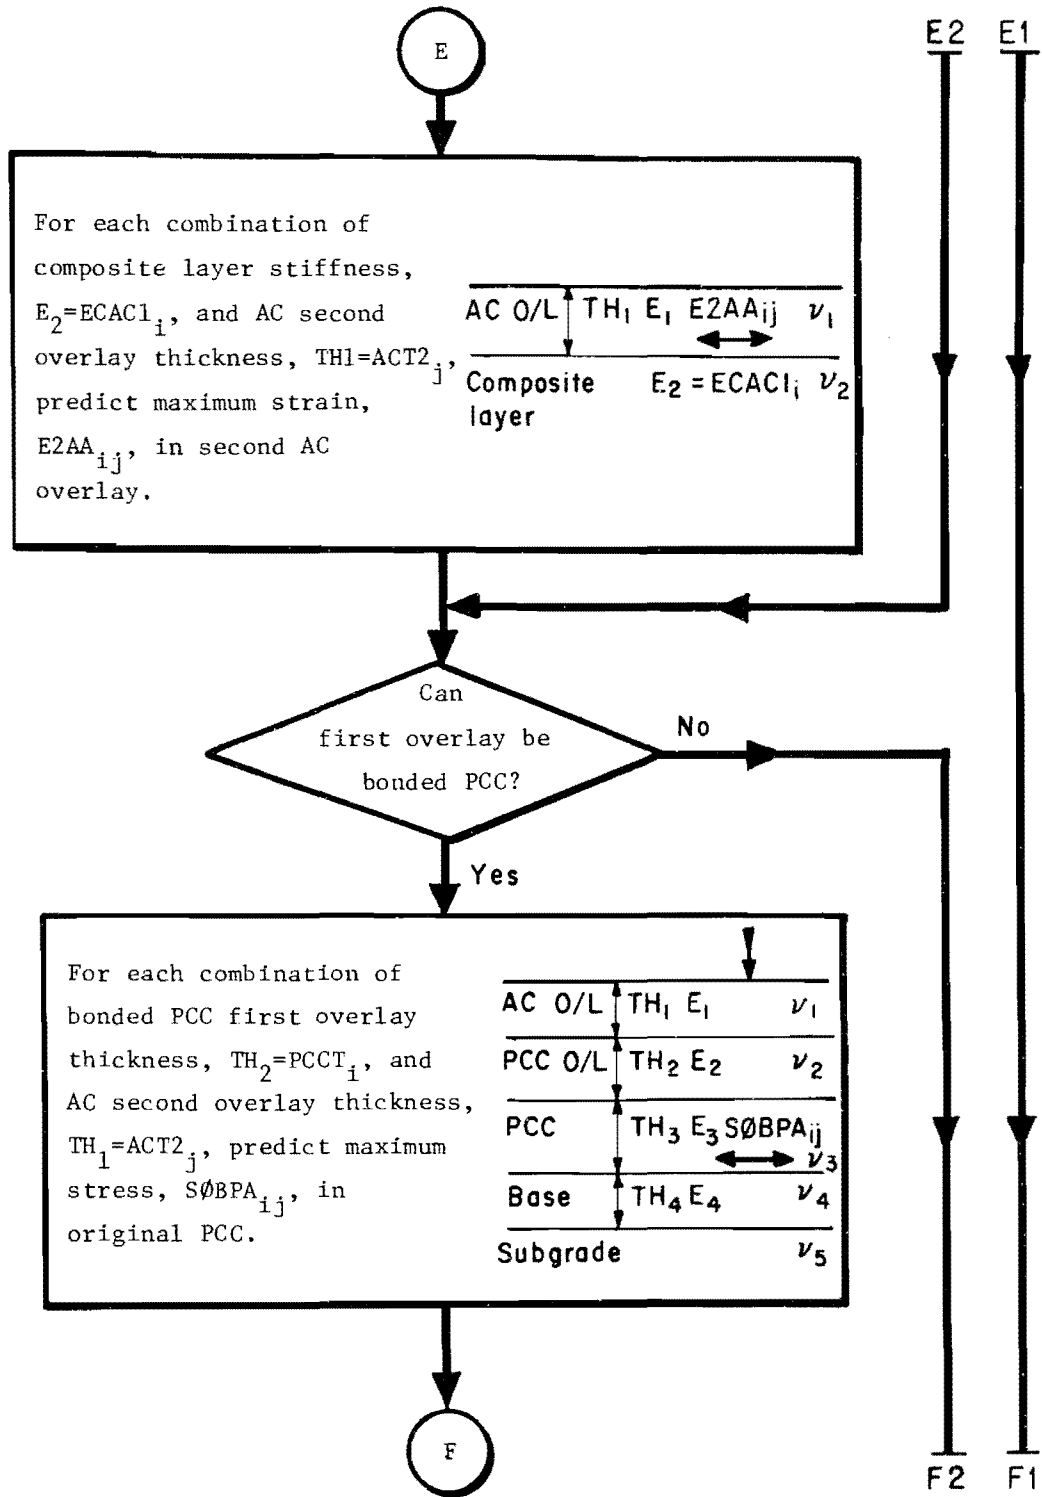 E
E2 E1
For each combination of
composite layer stiffness,
E₂=ECAC1ᵢ, and AC second
overlay thickness, TH1=ACT2ⱼ,
predict maximum strain,
E2AAᵢⱼ, in second AC
overlay.
AC O/L TH₁ E₁ E2AAᵢⱼ ν₁
Composite E₂ = ECAC1ᵢ ν₂
layer
Can
first overlay be
bonded PCC?
No
Yes
For each combination of
bonded PCC first overlay
thickness, TH₂=PCCTᵢ, and
AC second overlay thickness,
TH₁=ACT2ⱼ, predict maximum
stress, SØBPAᵢⱼ, in
original PCC.
AC O/L TH₁ E₁ ν₁
PCC O/L TH₂ E₂ ν₂
PCC TH₃ E₃ SØBPAᵢⱼ
ν₃
Base TH₄ E₄ ν₄
Subgrade ν₅
F
F2 F1